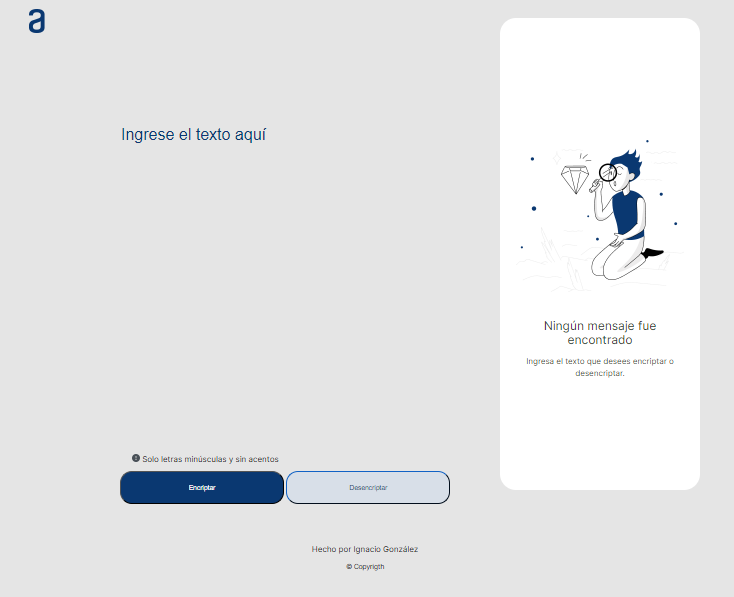 a
Ingrese el texto aquí
Ningún mensaje fue
encontrado
Ingresa el texto que desees encriptar o
desencriptar.
Solo letras minúsculas y sin acentos
Encriptar
Desencriptar
Hecho por Ignacio González
© Copyrigth